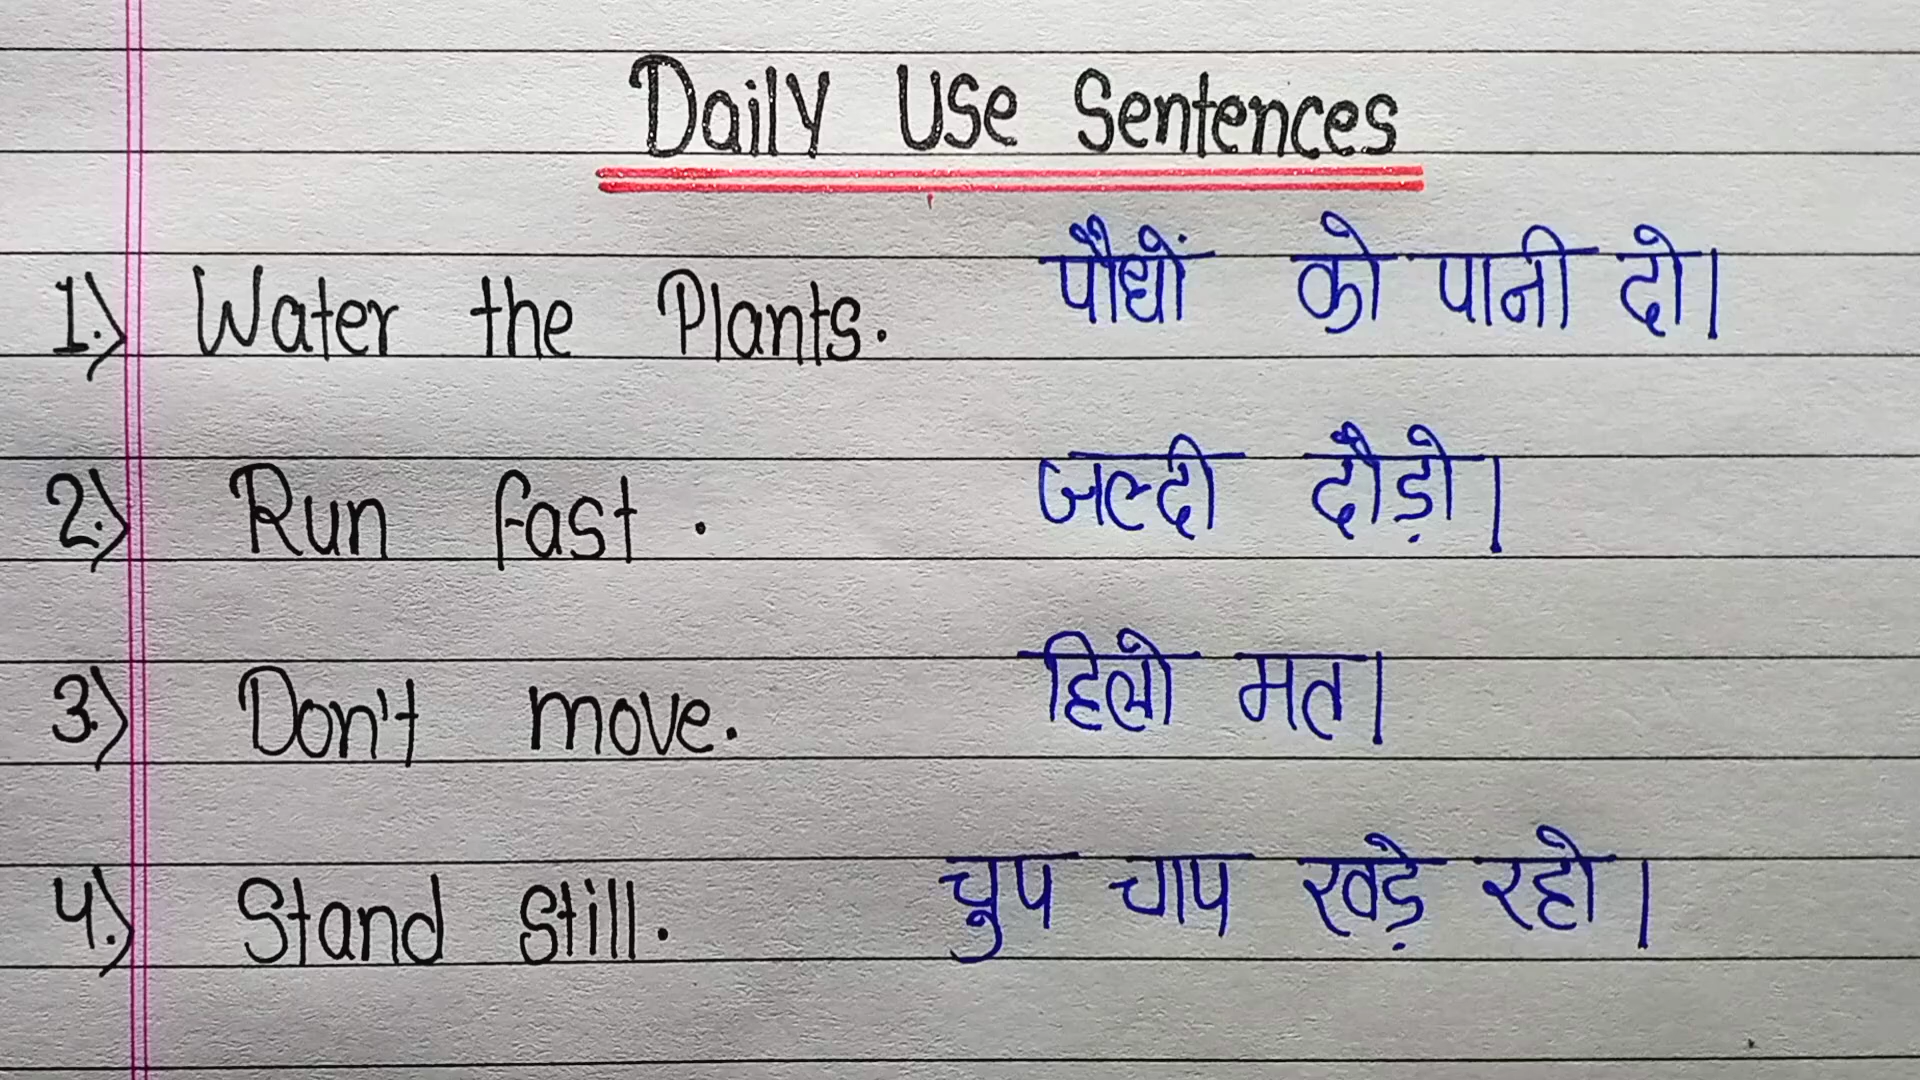 Daily Use Sentences
1.) Water the Plants. पौधों को पानी दो।
2.) Run fast. जल्दी दौड़ो।
3.) Don't move. हिलो मत।
4.) Stand Still. चुप चाप खड़े रहो।